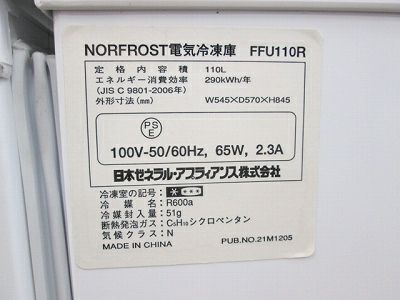 NORFROST電気冷凍庫 FFU110R
定格内容積 110L
エネルギー消費効率 290kWh/年
(JIS C 9801-2006年)
外形寸法(mm) W545×D570×H845
PS
E
100V-50/60Hz, 65W, 2.3A
日本ゼネラル・アプライアンス株式会社
冷凍室の記号: ****
冷媒名: R600a
冷媒封入量: 51g
断熱発泡ガス: C5H10シクロペンタン
気候クラス: N
MADE IN CHINA PUB.NO.21M1205